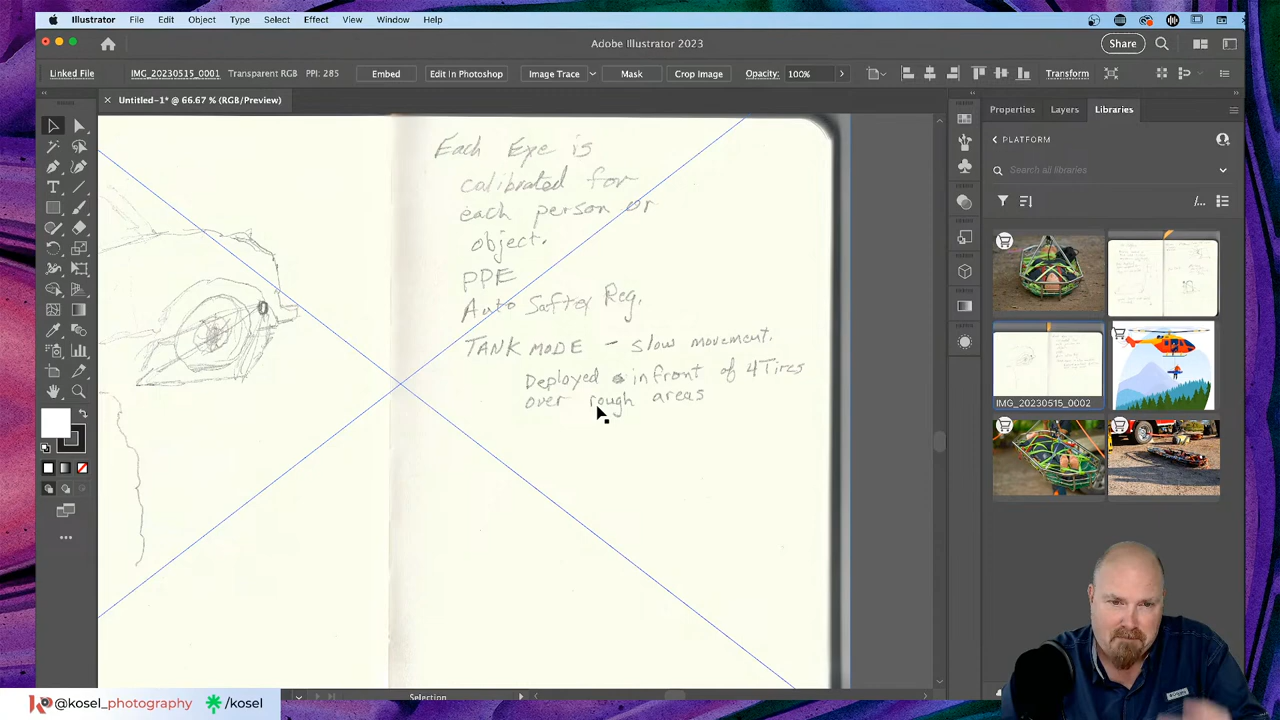 Illustrator File Edit Object Type Select Effect View Window Help
Adobe Illustrator 2023
Share
Linked File IMG_20230515_0001 Transparent RGB PPI: 285 Embed Edit In Photoshop Image Trace Mask Crop Image Opacity: 100% Transform
Untitled-1* @ 66.67 % (RGB/Preview)
Properties Layers Libraries
PLATFORM
Search all libraries
Each Eye is
calibrated for
each person or
object.
PPE
Auto Softer Reg.
TANK MODE - slow movement.
Deployed infront of 4 Tires
over rough areas
IMG_20230515_0002
Selection
@kosel_photography /kosel